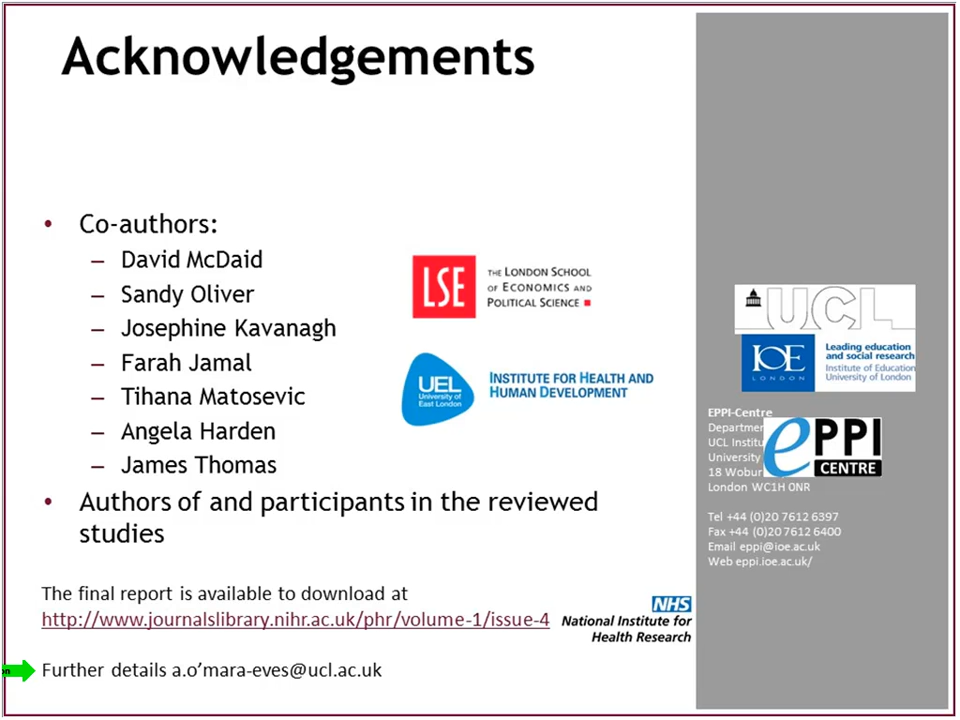 Acknowledgements
• Co-authors:
– David McDaid
– Sandy Oliver
– Josephine Kavanagh
– Farah Jamal
– Tihana Matosevic
– Angela Harden
– James Thomas
• Authors of and participants in the reviewed
studies
LSE
THE LONDON SCHOOL
OF ECONOMICS AND
POLITICAL SCIENCE
UEL
University of
East London
INSTITUTE FOR HEALTH AND
HUMAN DEVELOPMENT
The final report is available to download at
http://www.journalslibrary.nihr.ac.uk/phr/volume-1/issue-4
NHS
National Institute for
Health Research
on
Further details a.o’mara-eves@ucl.ac.uk
UCL
IOE
LONDON
Leading education
and social research
Institute of Education
University of London
EPPI-Centre
ePPI
CENTRE
UCL
University
18
London WC1H 0NR
Tel +44 (0)20 7612 6397
Fax +44 (0)20 7612 6400
Email eppi@ioe.ac.uk
Web eppi.ioe.ac.uk/